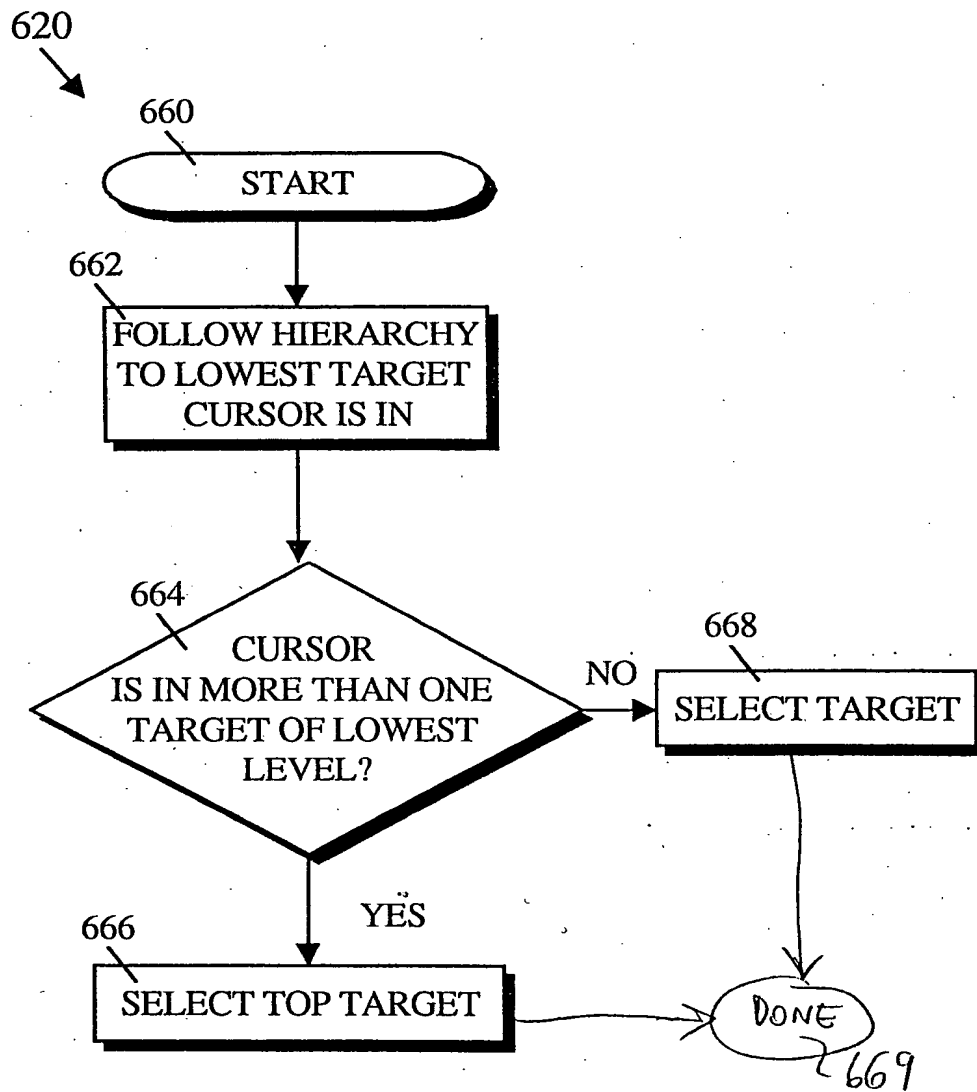 620
660
START
662
FOLLOW HIERARCHY
TO LOWEST TARGET
CURSOR IS IN
664
CURSOR
IS IN MORE THAN ONE
TARGET OF LOWEST
LEVEL?
NO
668
SELECT TARGET
YES
666
SELECT TOP TARGET
DONE
669